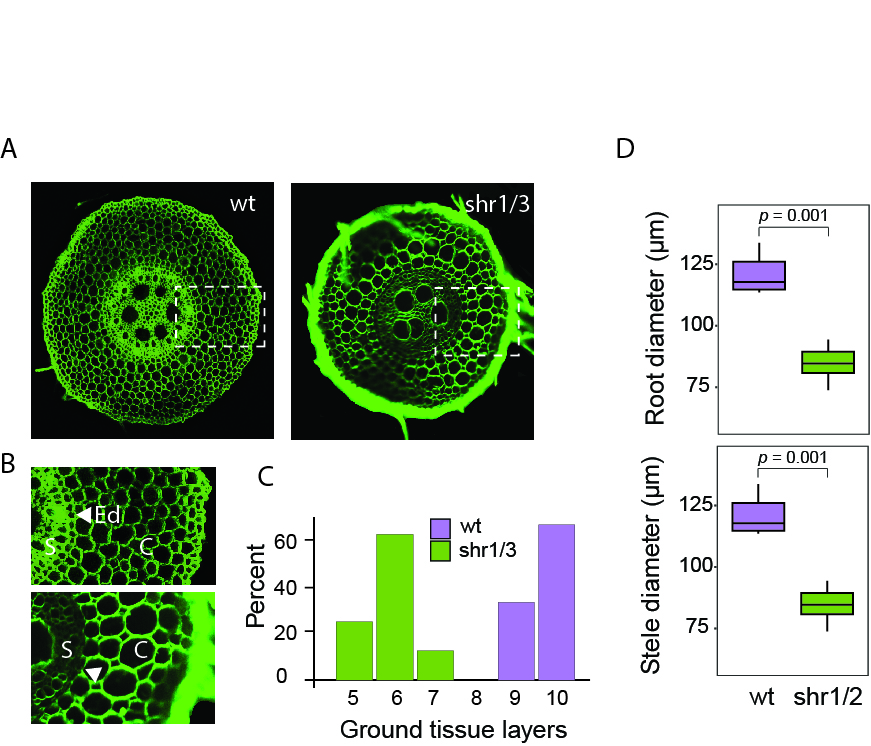 A
wt
shr1/3
B
Ed
S
C
S
C
C
Percent
60
40
20
0
wt
shr1/3
5 6 7 8 9 10
Ground tissue layers
D
Root diameter (µm)
p = 0.001
125
100
75
Stele diameter (µm)
p = 0.001
125
100
75
wt shr1/2